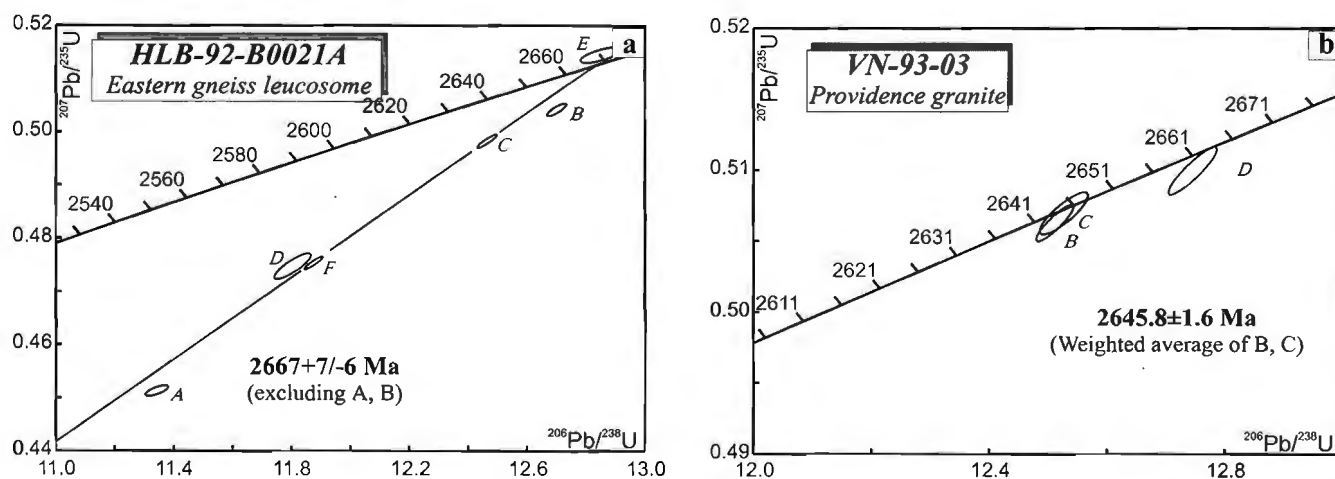 0.52
0.50
0.48
0.46
0.44
²⁰⁷Pb/²³⁵U
HLB-92-B0021A
Eastern gneiss leucosome
a
E
2660
B
2640
C
2620
2600
2580
2560
2540
D
F
A
2667+7/-6 Ma
(excluding A, B)
²⁰⁶Pb/²³⁸U
11.0
11.4
11.8
12.2
12.6
13.0
0.52
0.51
0.50
0.49
²⁰⁷Pb/²³⁵U
VN-93-03
Providence granite
b
2671
2661
D
2651
2641
C
B
2631
2621
2611
2645.8±1.6 Ma
(Weighted average of B, C)
²⁰⁶Pb/²³⁸U
12.0
12.4
12.8